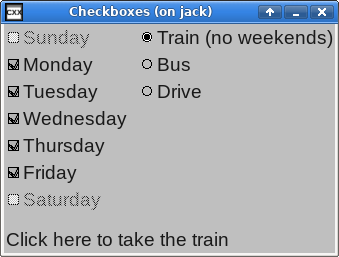 CXX Checkboxes (on jack)
Sunday Train (no weekends)
Monday Bus
Tuesday Drive
Wednesday
Thursday
Friday
Saturday
Click here to take the train